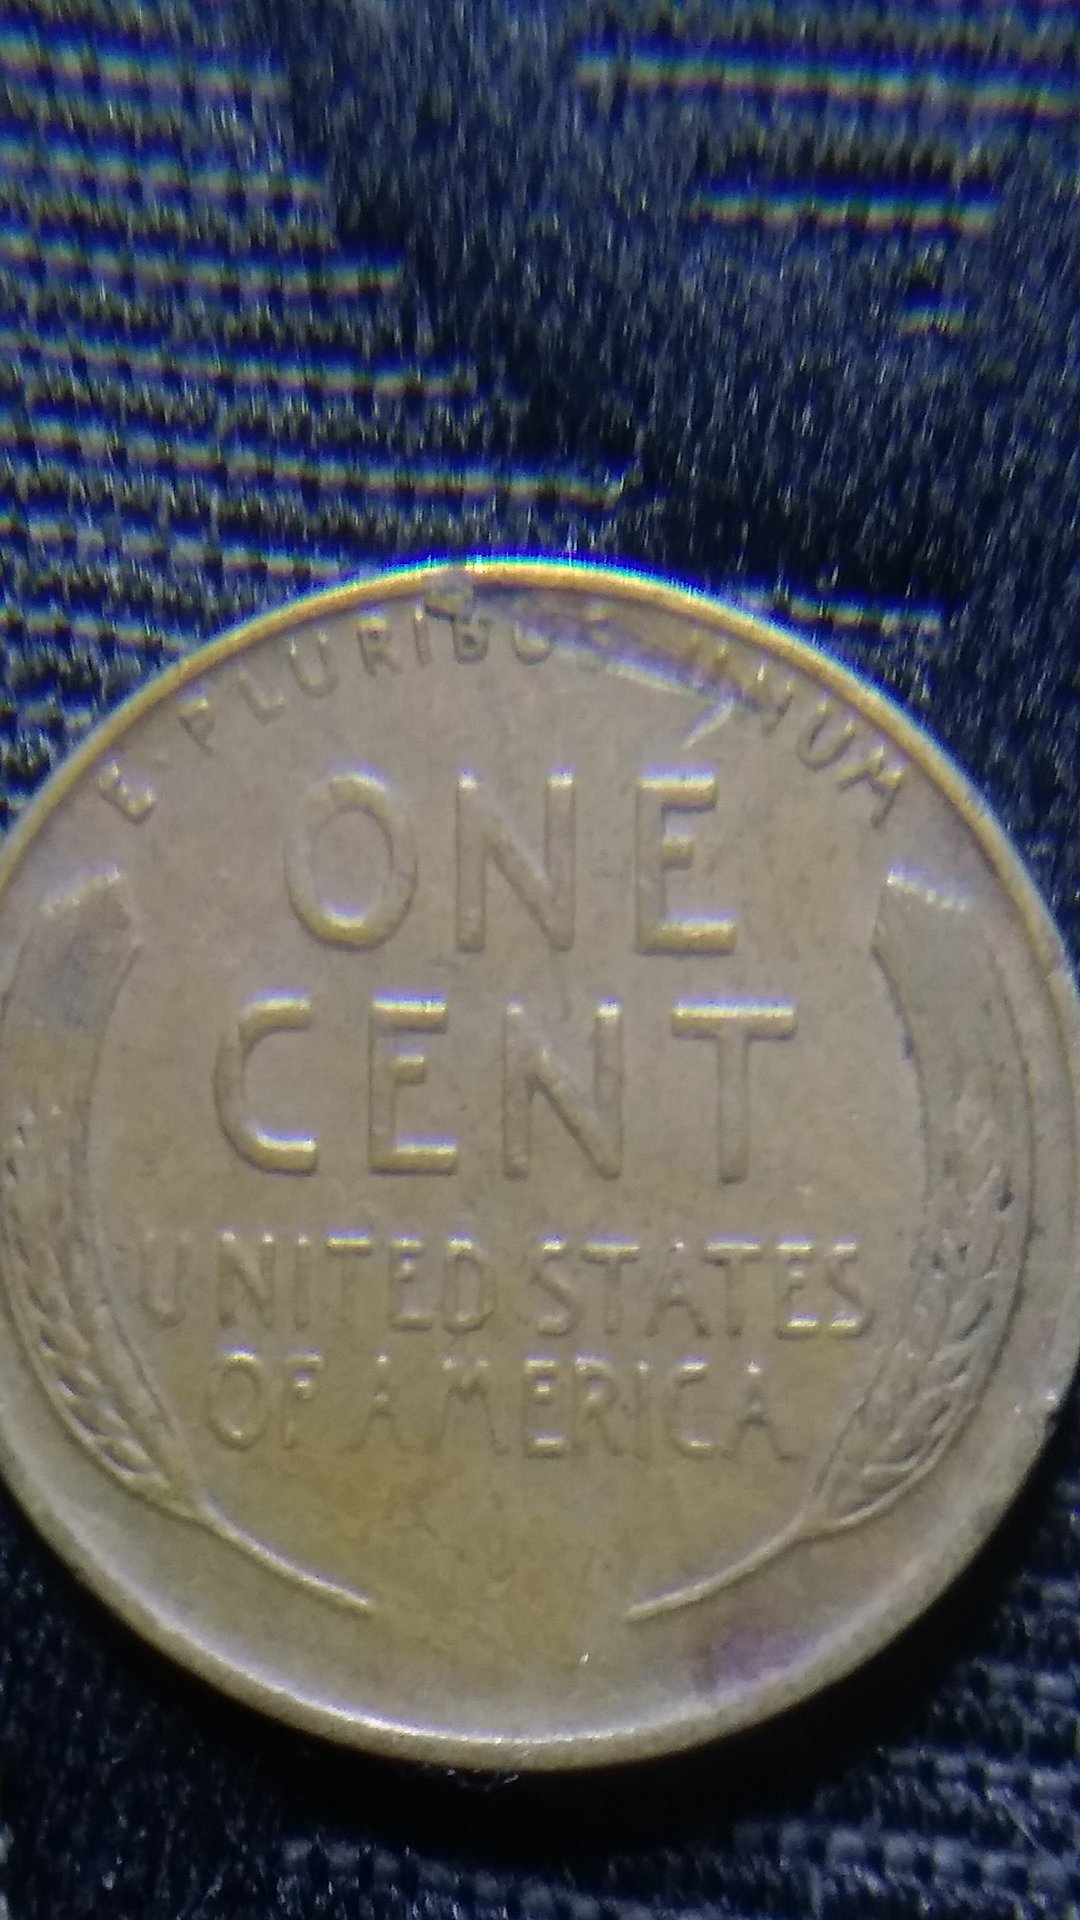 E · PLURIBUS · UNUM
ONE
CENT
UNITED STATES
OF AMERICA